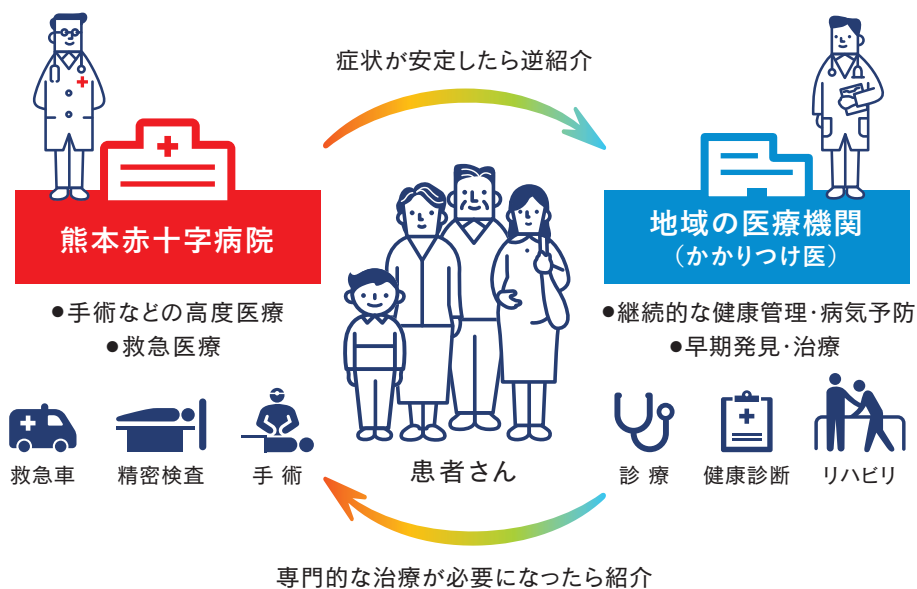 症状が安定したら逆紹介
熊本赤十字病院
●手術などの高度医療
●救急医療
救急車
精密検査
手 術
患者さん
地域の医療機関
（かかりつけ医）
●継続的な健康管理･病気予防
●早期発見･治療
診 療
健康診断
リハビリ
専門的な治療が必要になったら紹介